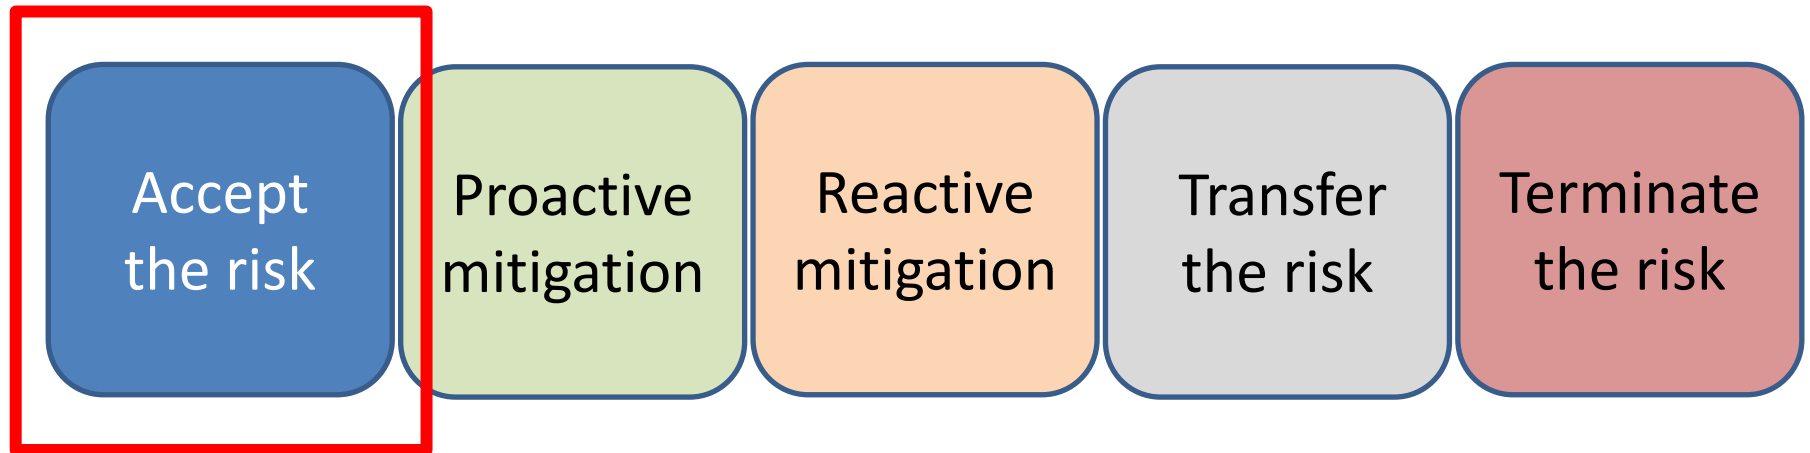 Accept
the risk
Proactive
mitigation
Reactive
mitigation
Transfer
the risk
Terminate
the risk